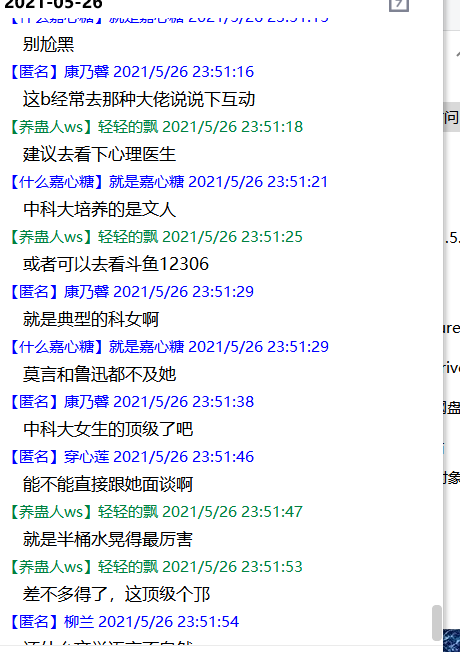 2021-05-26
【什么嘉心糖】就是嘉心糖 2021/5/26 23:51:15
别尬黑
【匿名】康乃馨 2021/5/26 23:51:16
这b经常去那种大佬说说下互动
【养蛊人ws】轻轻的飘 2021/5/26 23:51:18
建议去看下心理医生
【什么嘉心糖】就是嘉心糖 2021/5/26 23:51:21
中科大培养的是文人
【养蛊人ws】轻轻的飘 2021/5/26 23:51:25
或者可以去看斗鱼12306
【匿名】康乃馨 2021/5/26 23:51:29
就是典型的科女啊
【什么嘉心糖】就是嘉心糖 2021/5/26 23:51:29
莫言和鲁迅都不及她
【匿名】康乃馨 2021/5/26 23:51:38
中科大女生的顶级了吧
【匿名】穿心莲 2021/5/26 23:51:46
能不能直接跟她面谈啊
【养蛊人ws】轻轻的飘 2021/5/26 23:51:47
就是半桶水晃得最厉害
【养蛊人ws】轻轻的飘 2021/5/26 23:51:53
差不多得了，这顶级个邒
【匿名】柳兰 2021/5/26 23:51:54
问
.5.
ure
rive
网盘
对象